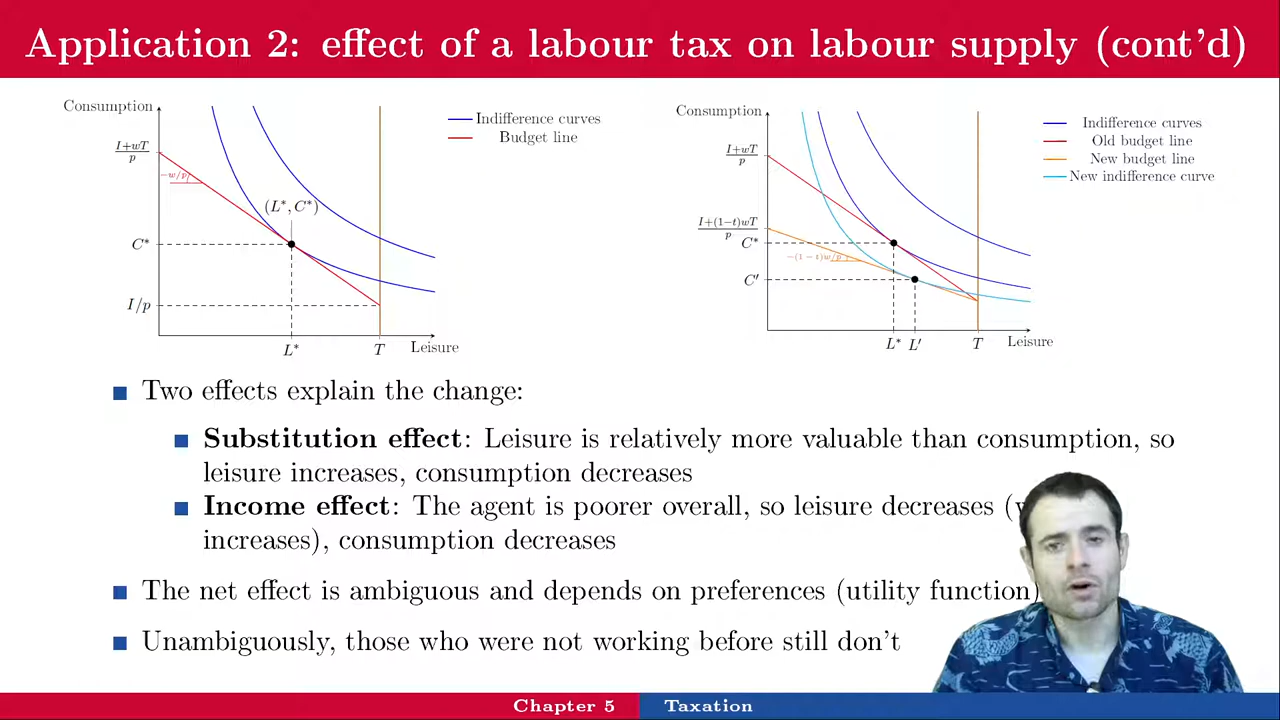 Application 2: effect of a labour tax on labour supply (cont'd)
Consumption
I+wT
p
−w/p
(L*, C*)
C*
I/p
L*
T
Leisure
Indifference curves
Budget line
Consumption
I+wT
p
I+(1−t)wT
p
C*
−(1 − t)w/p
C′
L*
L′
T
Leisure
Indifference curves
Old budget line
New budget line
New indifference curve
Two effects explain the change:
Substitution effect: Leisure is relatively more valuable than consumption, so
leisure increases, consumption decreases
Income effect: The agent is poorer overall, so leisure decreases (
increases), consumption decreases
The net effect is ambiguous and depends on preferences (utility function)
Unambiguously, those who were not working before still don't
Chapter 5
Taxation